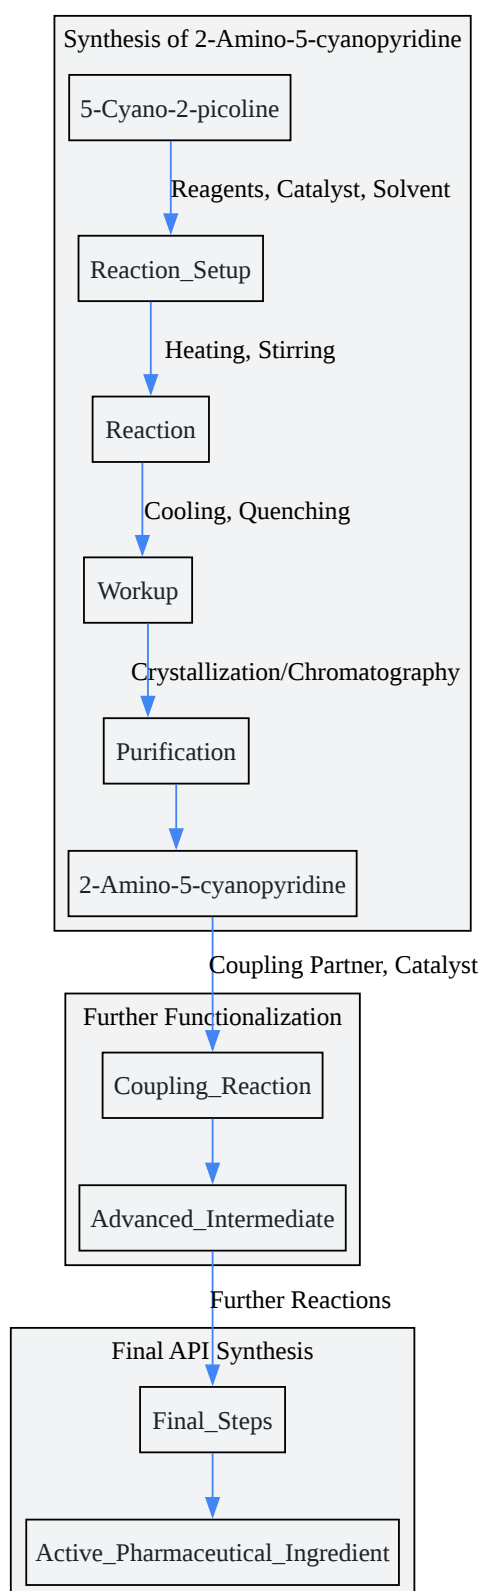 Synthesis of 2-Amino-5-cyanopyridine
5-Cyano-2-picoline
Reagents, Catalyst, Solvent
Reaction_Setup
Heating, Stirring
Reaction
Cooling, Quenching
Workup
Crystallization/Chromatography
Purification
2-Amino-5-cyanopyridine
Coupling Partner, Catalyst
Further Functionalization
Coupling_Reaction
Advanced_Intermediate
Further Reactions
Final API Synthesis
Final_Steps
Active_Pharmaceutical_Ingredient